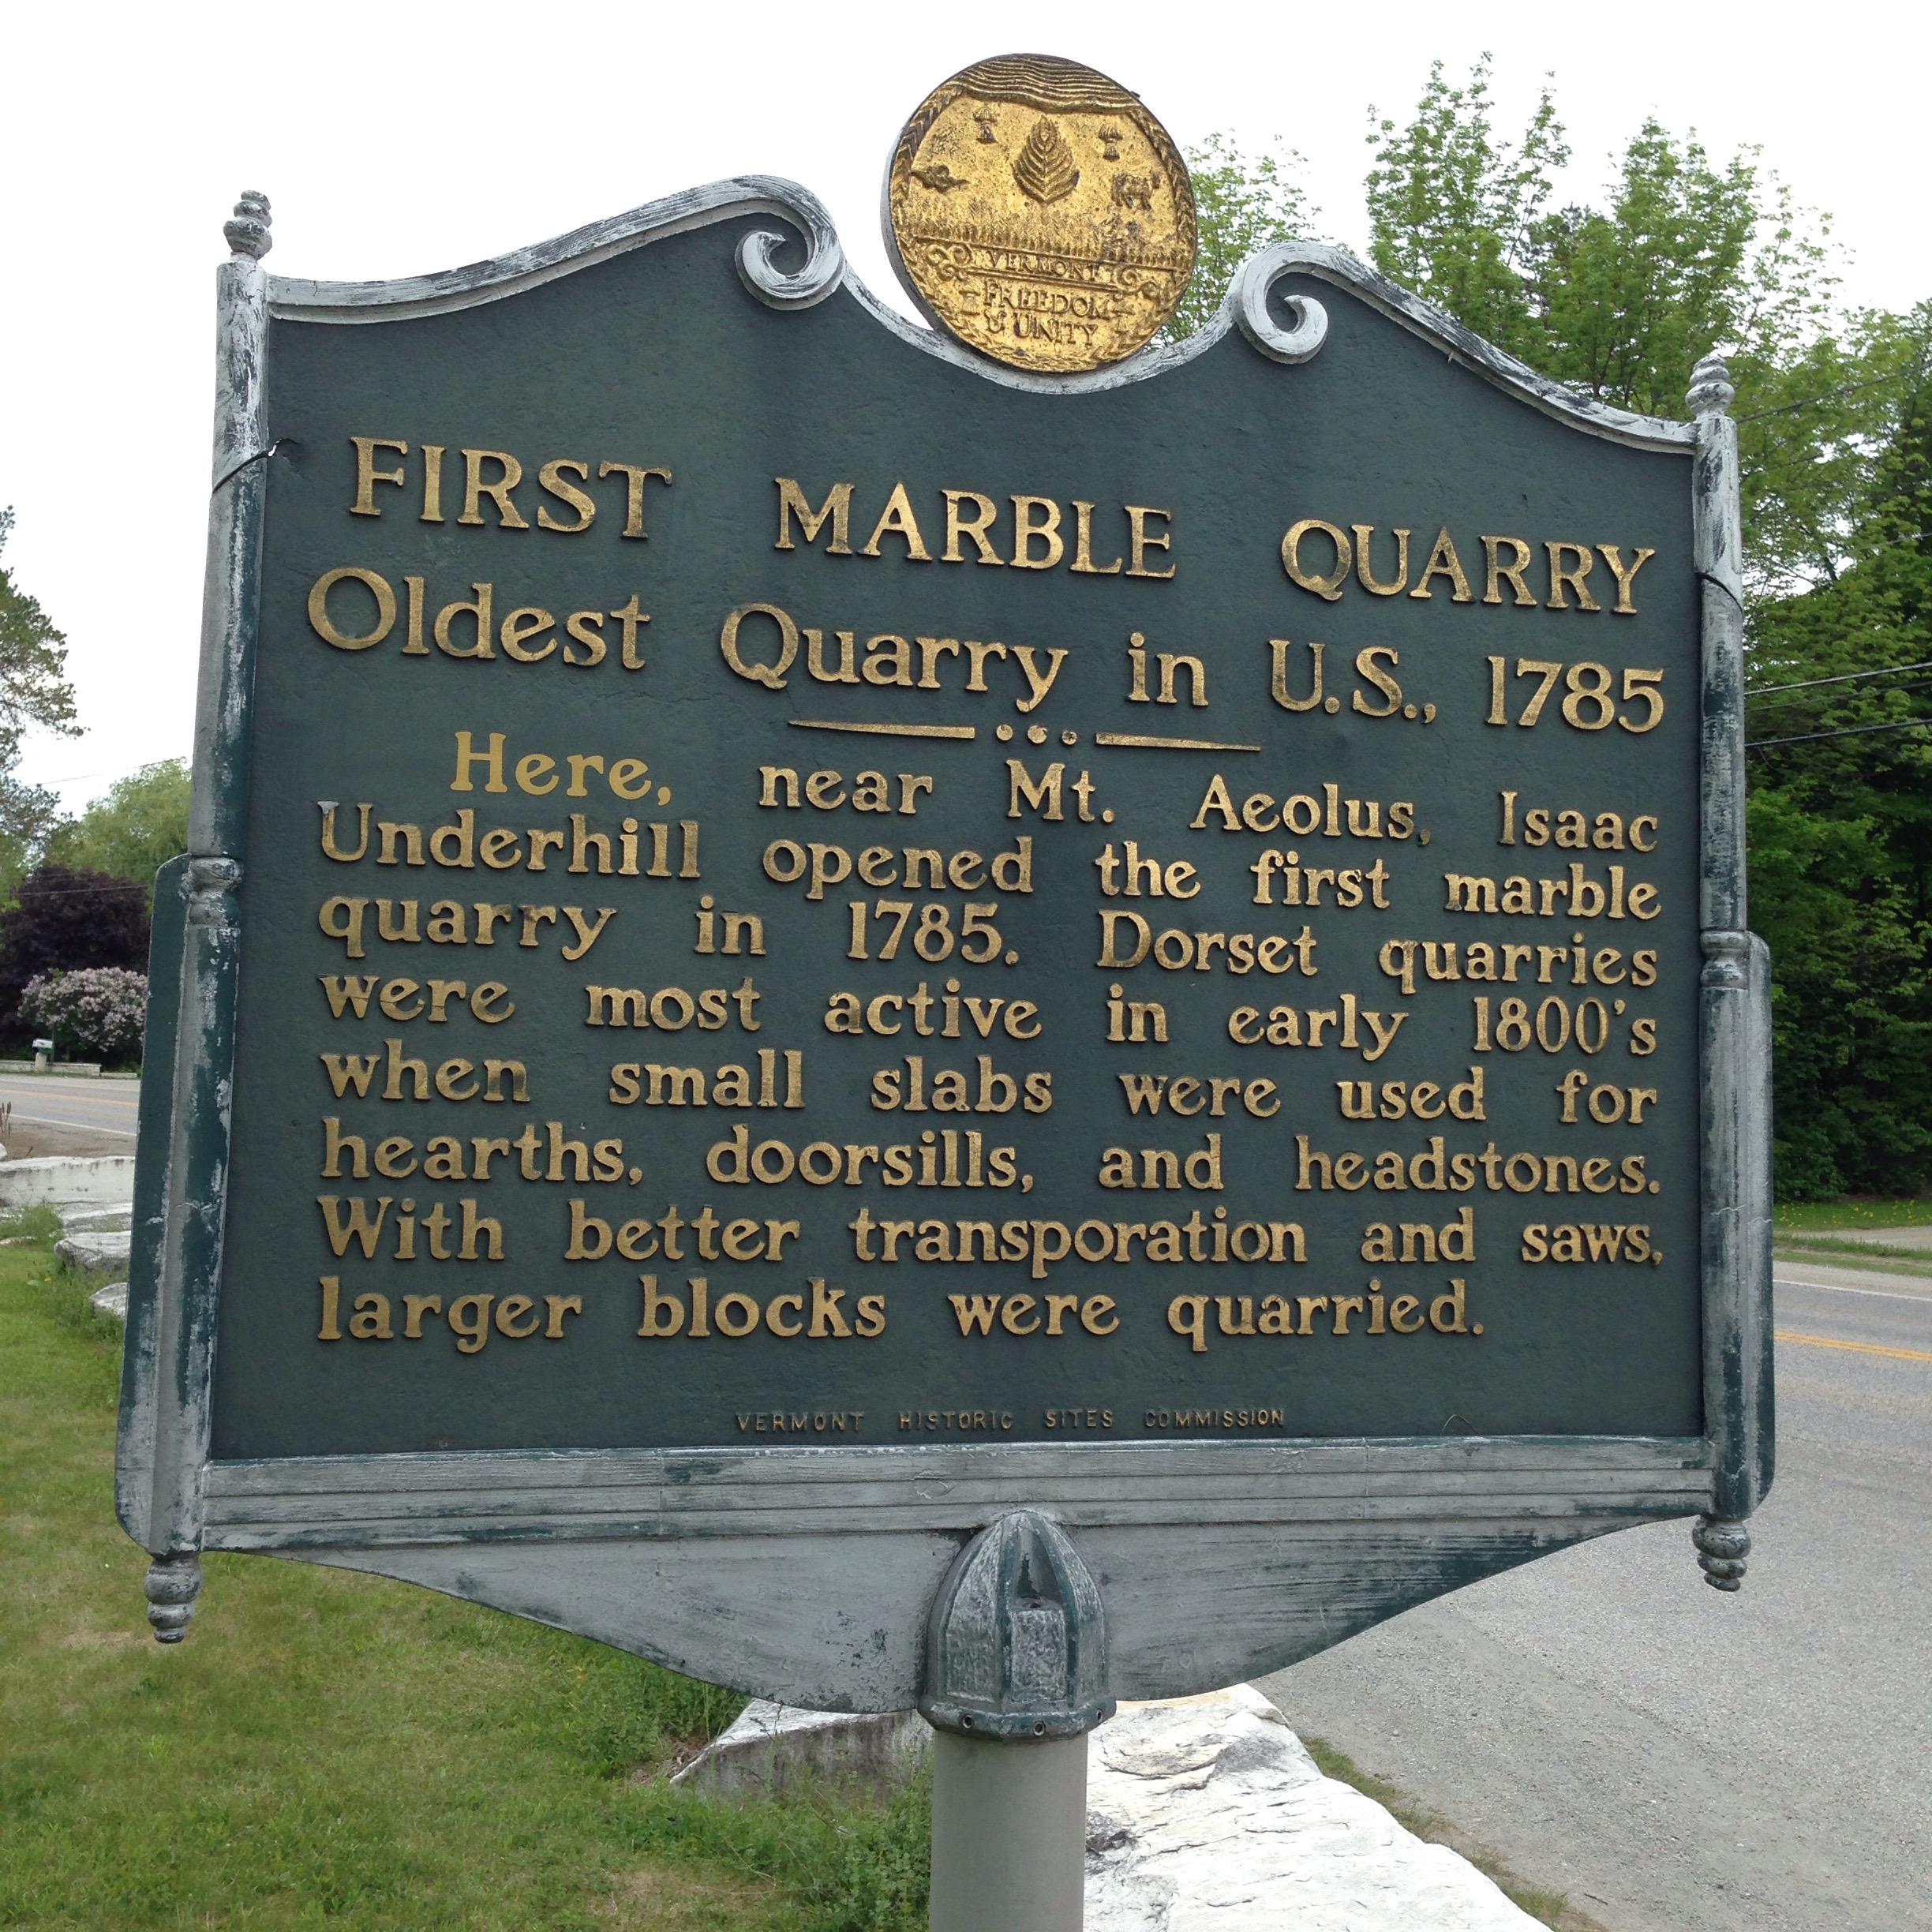 VERMONT
FREEDOM
& UNITY
FIRST MARBLE QUARRY
Oldest Quarry in U.S., 1785
Here, near Mt. Aeolus, Isaac
Underhill opened the first marble
quarry in 1785. Dorset quarries
were most active in early 1800's
when small slabs were used for
hearths, doorsills, and headstones.
With better transporation and saws,
larger blocks were quarried.
VERMONT HISTORIC SITES COMMISSION